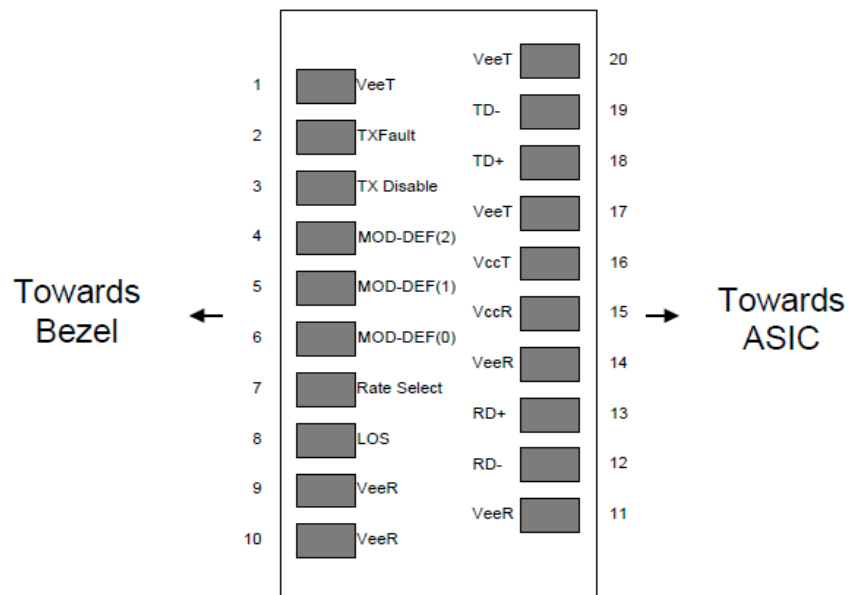 1 VeeT
2 TXFault
3 TX Disable
4 MOD-DEF(2)
5 MOD-DEF(1)
6 MOD-DEF(0)
7 Rate Select
8 LOS
9 VeeR
10 VeeR
VeeT 20
TD- 19
TD+ 18
VeeT 17
VccT 16
VccR 15
VeeR 14
RD+ 13
RD- 12
VeeR 11
Towards
Bezel
Towards
ASIC